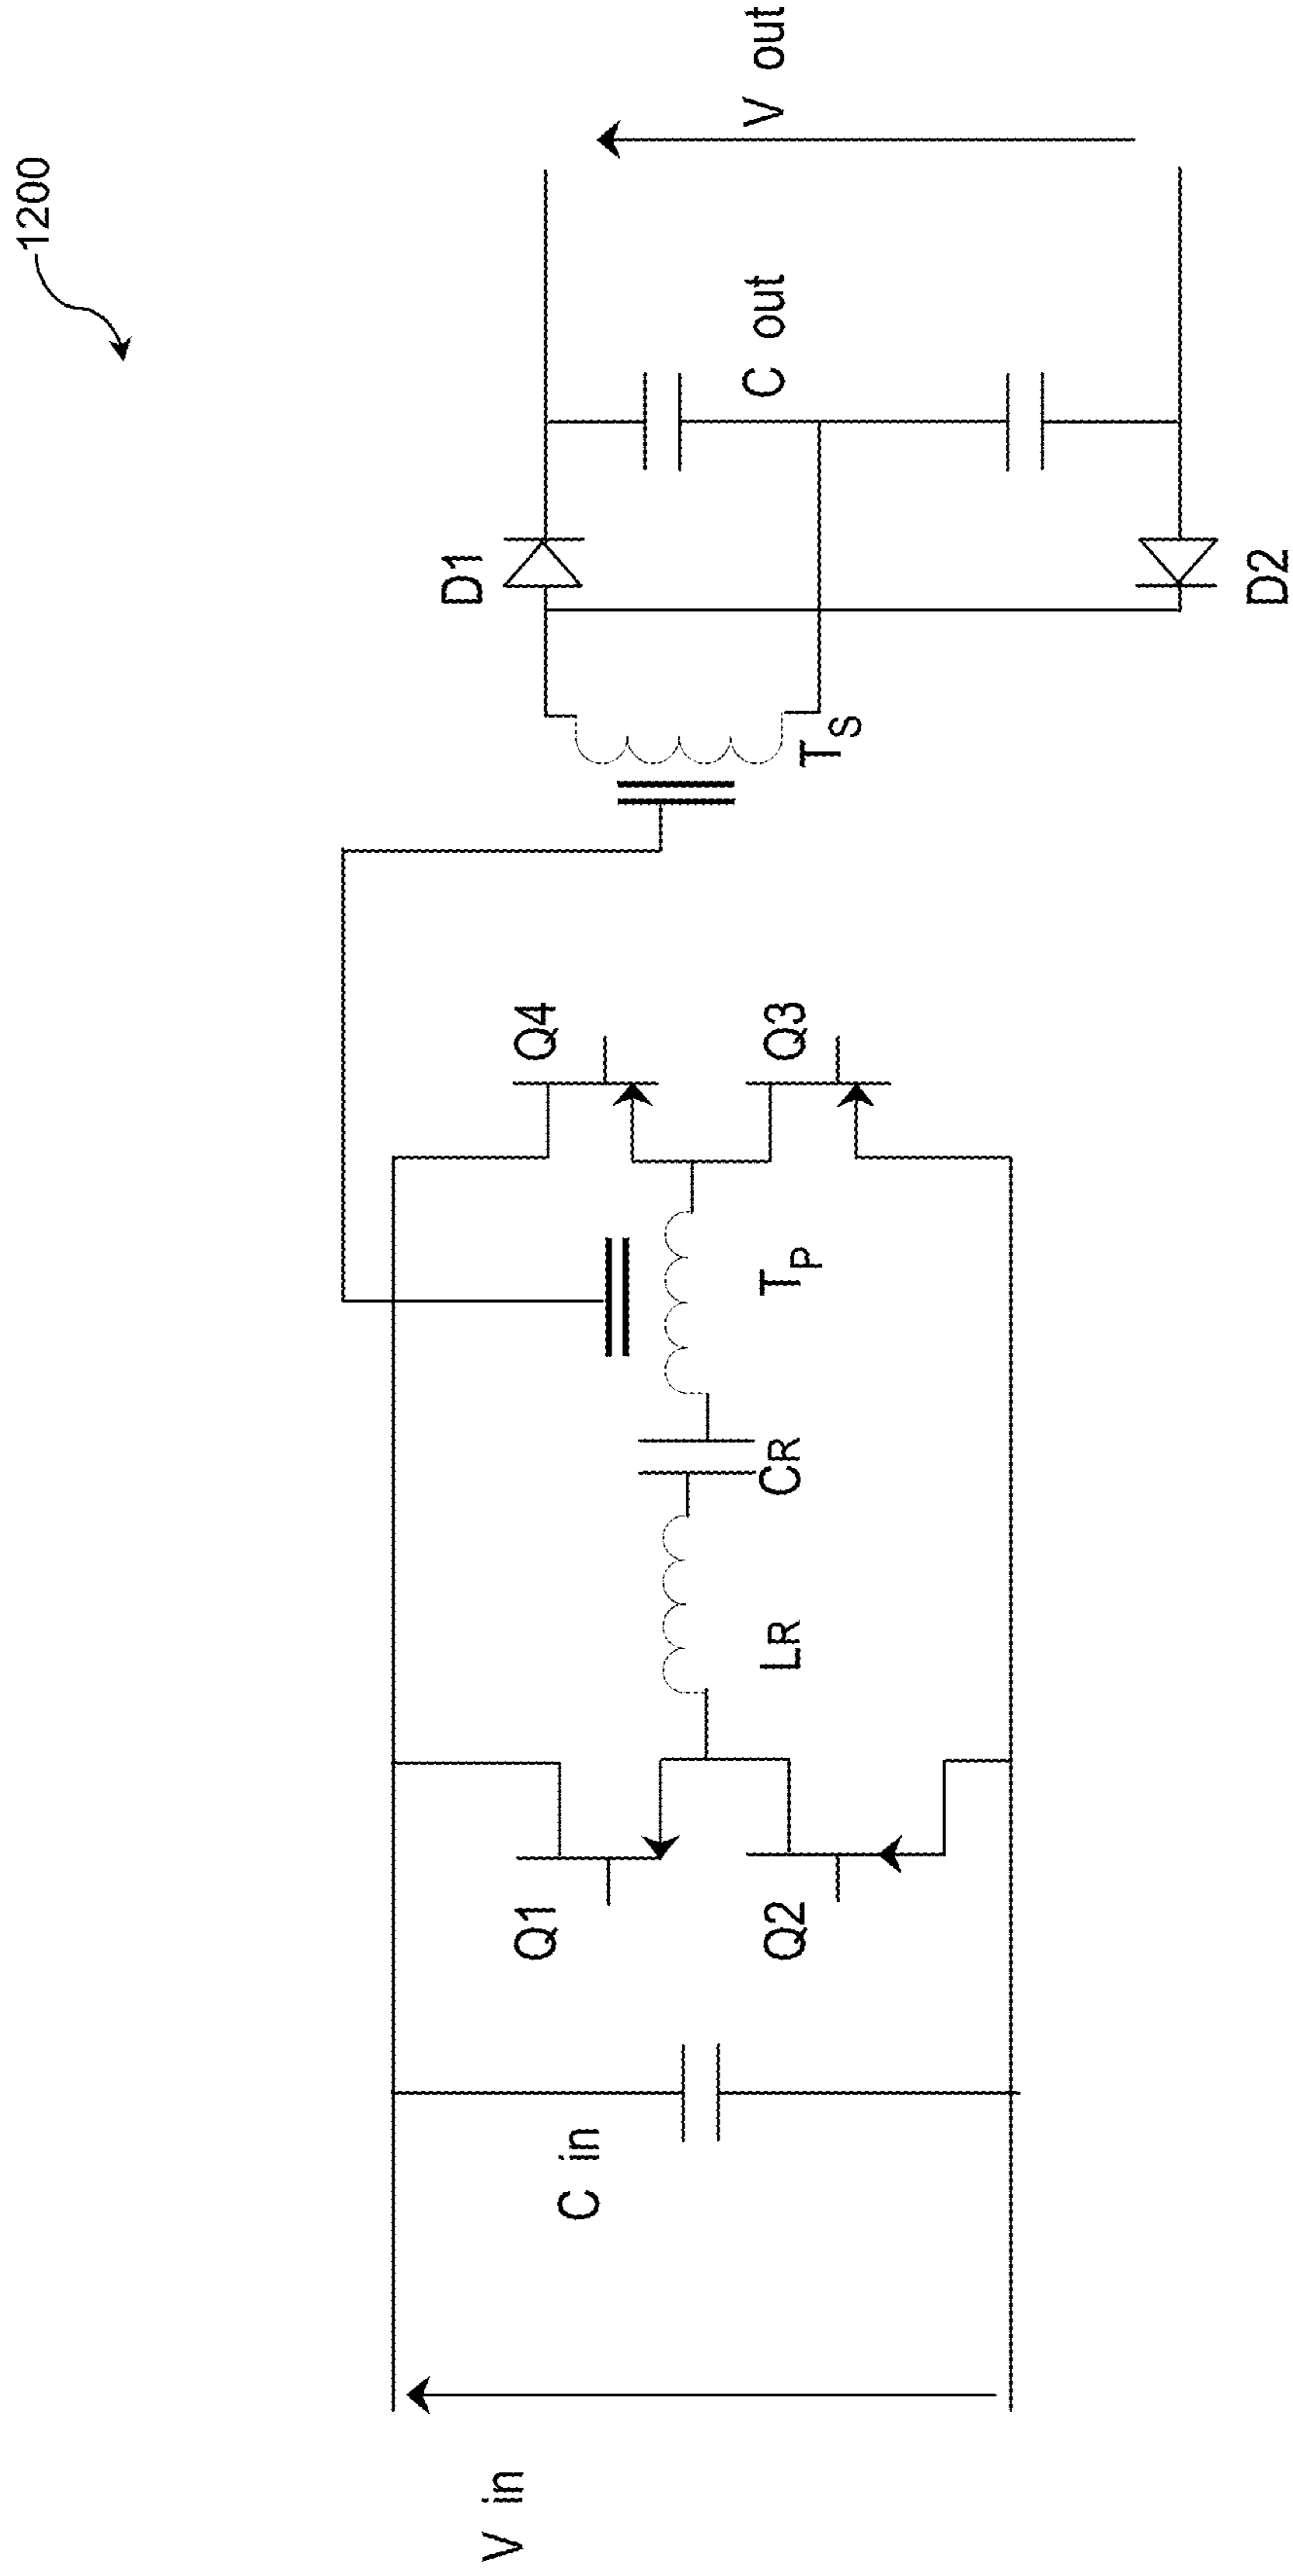 1200
V in
C in
Q1
Q2
LR
CR
TP
Q4
Q3
TS
D1
D2
C out
V out